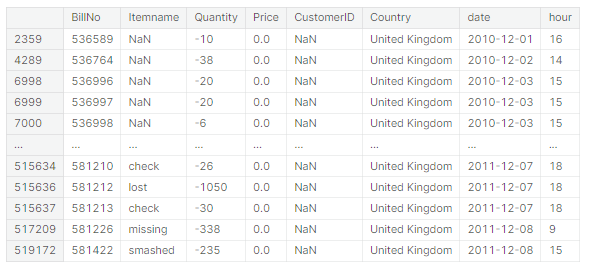 BillNo Itemname Quantity Price CustomerID Country date hour
2359 536589 NaN -10 0.0 NaN United Kingdom 2010-12-01 16
4289 536764 NaN -38 0.0 NaN United Kingdom 2010-12-02 14
6998 536996 NaN -20 0.0 NaN United Kingdom 2010-12-03 15
6999 536997 NaN -20 0.0 NaN United Kingdom 2010-12-03 15
7000 536998 NaN -6 0.0 NaN United Kingdom 2010-12-03 15
... ... ... ... ... ... ... ... ...
515634 581210 check -26 0.0 NaN United Kingdom 2011-12-07 18
515636 581212 lost -1050 0.0 NaN United Kingdom 2011-12-07 18
515637 581213 check -30 0.0 NaN United Kingdom 2011-12-07 18
517209 581226 missing -338 0.0 NaN United Kingdom 2011-12-08 9
519172 581422 smashed -235 0.0 NaN United Kingdom 2011-12-08 15